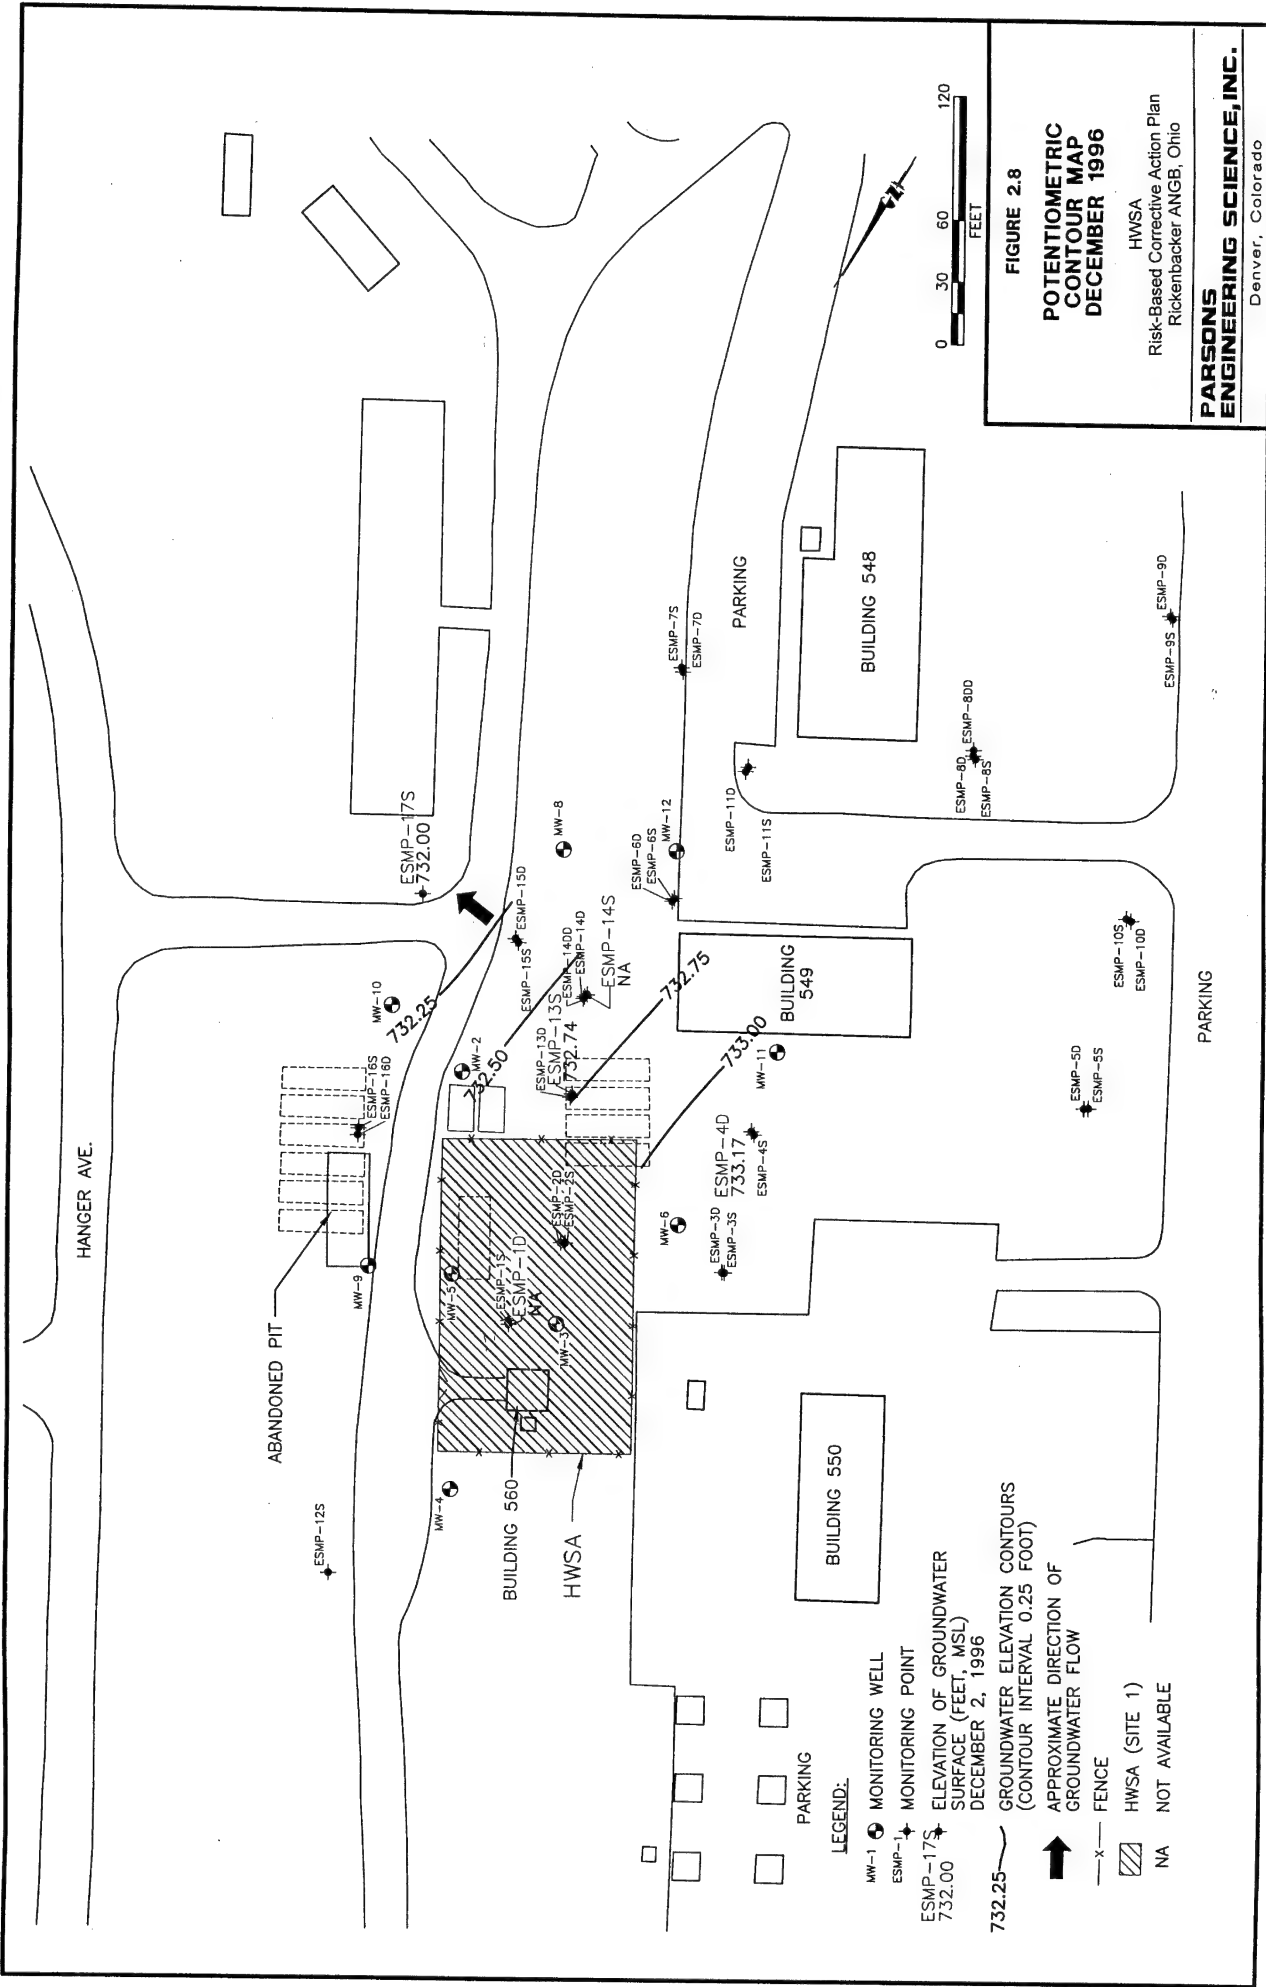 HANGER AVE.
ABANDONED PIT
ESMP-12S
MW-9
MW-10
ESMP-16S
ESMP-16D
ESMP-17S
732.00
732.25
MW-4
MW-5
MW-2
732.50
ESMP-15D
ESMP-15S
MW-8
ESMP-1S
ESMP-1D
NA
MW-3
ESMP-2D
ESMP-2S
ESMP-13D
ESMP-13S
732.74
ESMP-14DD
ESMP-14D
ESMP-14S
NA
BUILDING 560
HWSA
ESMP-6D
ESMP-6S
MW-12
ESMP-7S
ESMP-7D
732.75
733.00
MW-6
ESMP-3D
ESMP-3S
ESMP-4D
733.17
ESMP-4S
MW-11
BUILDING
549
ESMP-11D
ESMP-11S
PARKING
BUILDING 548
BUILDING 550
ESMP-8D
ESMP-8DD
ESMP-8S
ESMP-5D
ESMP-5S
ESMP-10S
ESMP-10D
ESMP-9S
ESMP-9D
PARKING
PARKING
LEGEND:
MW-1 MONITORING WELL
ESMP-1 MONITORING POINT
ESMP-17S
732.00
ELEVATION OF GROUNDWATER
SURFACE (FEET, MSL)
DECEMBER 2, 1996
732.25 GROUNDWATER ELEVATION CONTOURS
(CONTOUR INTERVAL 0.25 FOOT)
APPROXIMATE DIRECTION OF
GROUNDWATER FLOW
x FENCE
HWSA (SITE 1)
NA NOT AVAILABLE
N
0 30 60 120
FEET
FIGURE 2.8
POTENTIOMETRIC
CONTOUR MAP
DECEMBER 1996
HWSA
Risk-Based Corrective Action Plan
Rickenbacker ANGB, Ohio
PARSONS
ENGINEERING SCIENCE, INC.
Denver, Colorado